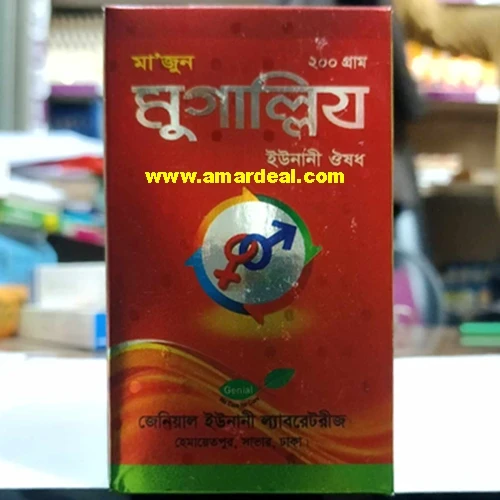 মা'জুন ২০০ গ্রাম
মুগাল্লিয
ইউনানী ঔষধ
www.amardeal.com
Genial
জেনিয়াল ইউনানী ল্যাবরেটরীজ
হেমায়েতপুর, সাভার, ঢাকা।